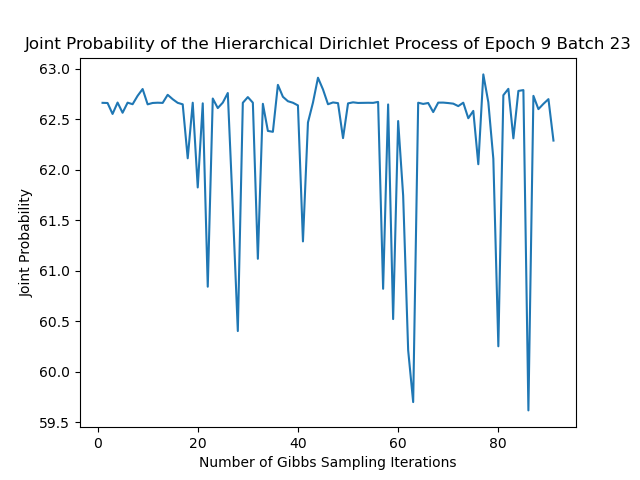 Joint Probability of the Hierarchical Dirichlet Process of Epoch 9 Batch 23
63.0
62.5
62.0
61.5
61.0
60.5
60.0
59.5
Joint Probability
0 20 40 60 80
Number of Gibbs Sampling Iterations